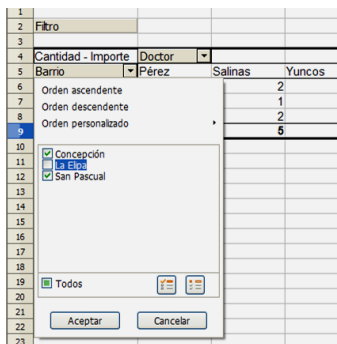 1
2 Filtro
3
4 Cantidad - Importe Doctor
5 Barrio Pérez Salinas Yuncos
6 2
7 1
8 2
9 5
10
11
12
13
14
15
16
17
18
19
20
21
22
23
Orden ascendente
Orden descendente
Orden personalizado
Concepción
La Elipa
San Pascual
Todos
Aceptar Cancelar